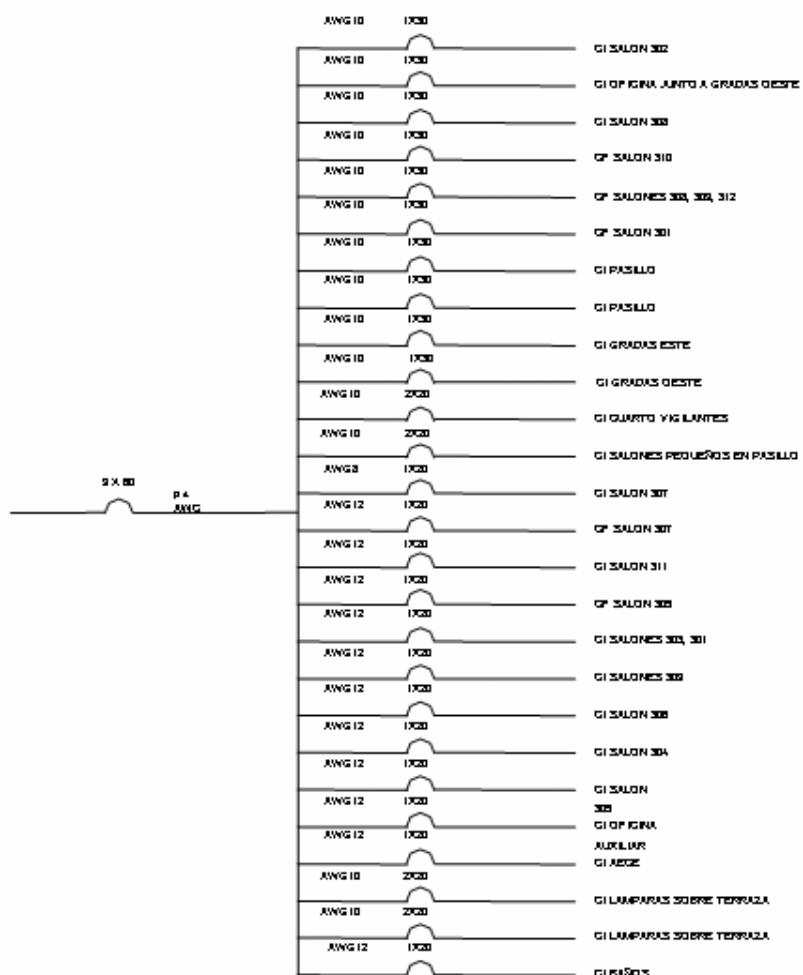 AWG 10 1X30
CI SALON 302
AWG 10 1X30
CI OFICINA JUNTO A GRADAS OESTE
AWG 10 1X30
CI SALON
AWG 10 1X30
CF SALON 310
AWG 10 1X30
CF SALONES 308, 309, 312
AWG 10 1X30
CF SALON 301
AWG 10 1X30
CI PASILLO
AWG 10 1X30
CI PASILLO
AWG 10 1X30
CI GRADAS ESTE
AWG 10 1X30
CI GRADAS OESTE
AWG 10 2X20
CI CUARTO VIGILANTES
AWG 10 2X20
CI SALONES PEQUEÑOS EN PASILLO
AWG 8 1X20
CI SALON 307
X 60
# 4
AWG
AWG 12 1X20
CF SALON 307
AWG 12 1X20
CI SALON 311
AWG 12 1X20
CF SALON
AWG 12 1X20
CI SALONES 303, 301
AWG 12 1X20
CI SALONES
AWG 12 1X20
CI SALON
AWG 12 1X20
CI SALON 304
AWG 12 1X20
CI SALON
AWG 12 1X20
CI OFICINA
AWG 12 1X20
AUXILIAR
CI AEGE
AWG 10 2X20
CI LAMPARAS SOBRE TERRAZA
AWG 10 2X20
CI LAMPARAS SOBRE TERRAZA
AWG 12 1X20
CI BAÑOS